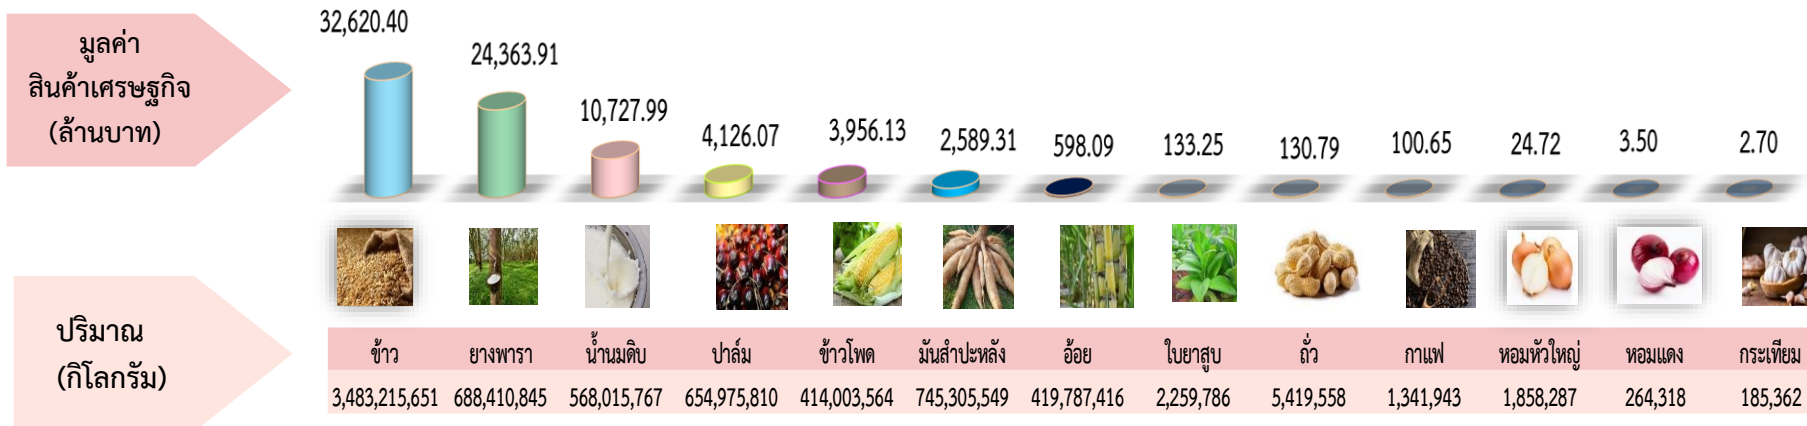 มูลค่า
สินค้าเศรษฐกิจ
(ล้านบาท)
32,620.40 24,363.91 10,727.99 4,126.07 3,956.13 2,589.31 598.09 133.25 130.79 100.65 24.72 3.50 2.70
ปริมาณ
(กิโลกรัม)
ข้าว ยางพารา น้ำนมดิบ ปาล์ม ข้าวโพด มันสำปะหลัง อ้อย ใบยาสูบ ถั่ว กาแฟ หอมหัวใหญ่ หอมแดง กระเทียม
3,483,215,651 688,410,845 568,015,767 654,975,810 414,003,564 745,305,549 419,787,416 2,259,786 5,419,558 1,341,943 1,858,287 264,318 185,362